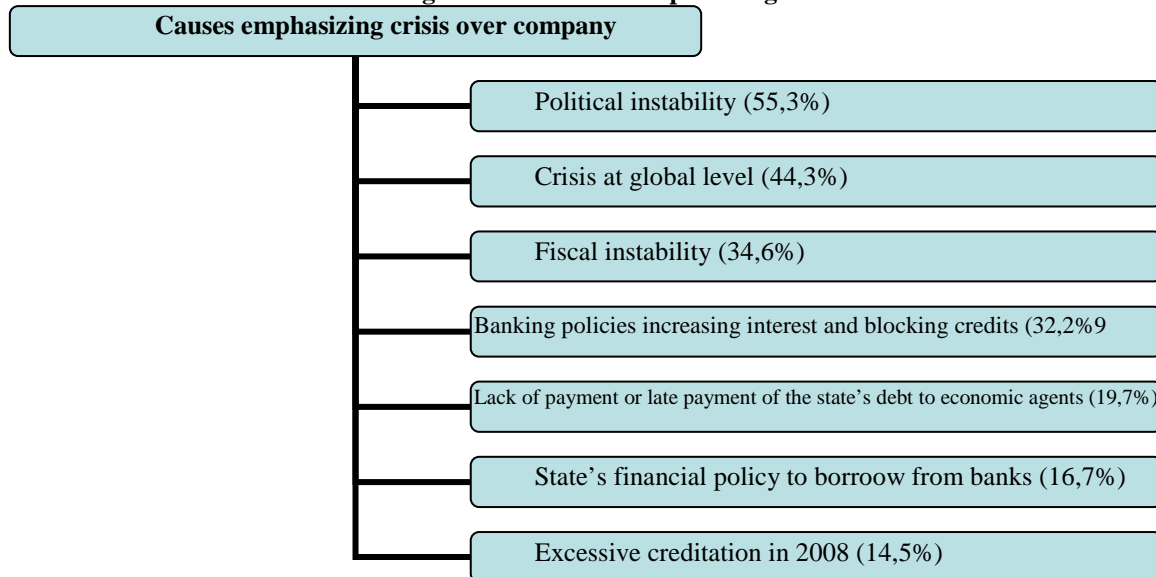 Causes emphasizing crisis over company
Political instability (55,3%)
Crisis at global level (44,3%)
Fiscal instability (34,6%)
Banking policies increasing interest and blocking credits (32,2%9
Lack of payment or late payment of the state’s debt to economic agents (19,7%)
State’s financial policy to borroow from banks (16,7%)
Excessive creditation in 2008 (14,5%)